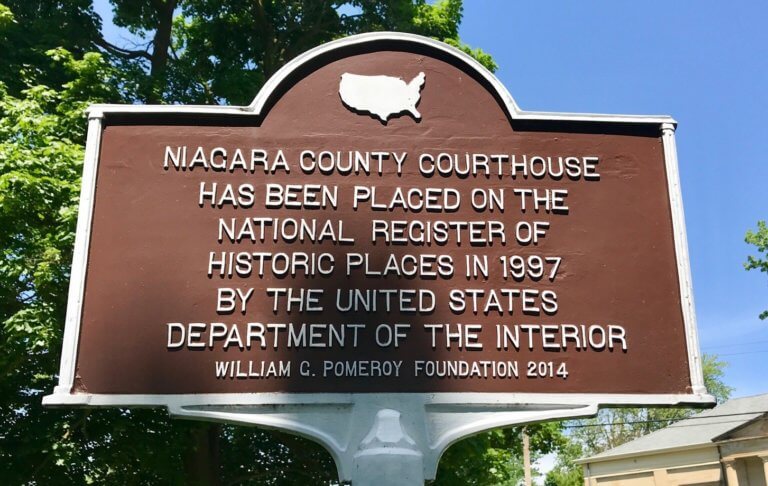 NIAGARA COUNTY COURTHOUSE
HAS BEEN PLACED ON THE
NATIONAL REGISTER OF
HISTORIC PLACES IN 1997
BY THE UNITED STATES
DEPARTMENT OF THE INTERIOR
WILLIAM G. POMEROY FOUNDATION 2014